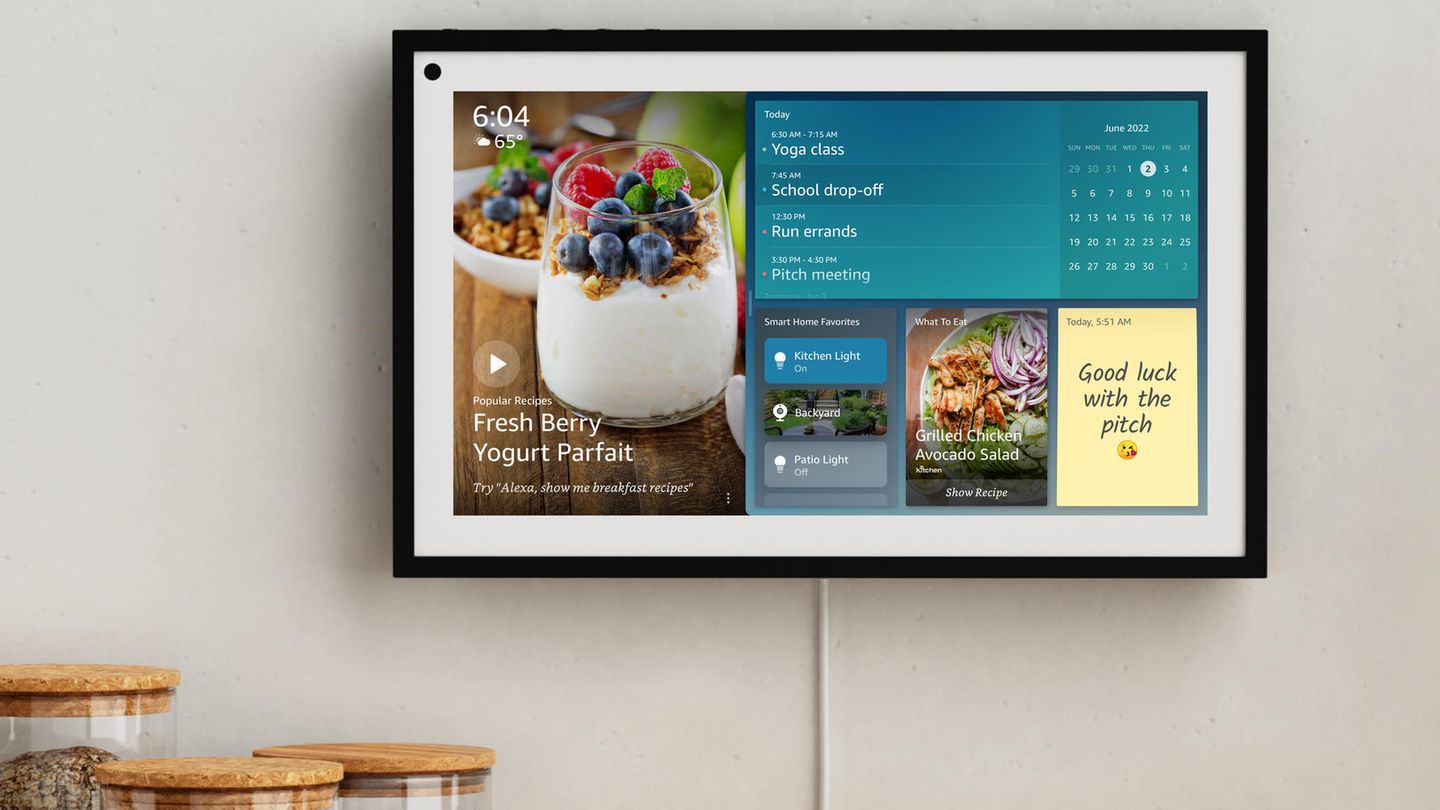 6:04
65°
Popular Recipes
Fresh Berry
Yogurt Parfait
Try "Alexa, show me breakfast recipes"
Today
6:30 AM - 7:15 AM
Yoga class
7:45 AM
School drop-off
12:30 PM
Run errands
3:30 PM - 4:30 PM
Pitch meeting
Tomorrow - Jun 3
June 2022
SUN MON TUE WED THU FRI SAT
29 30 31 1 2 3 4
5 6 7 8 9 10 11
12 13 14 15 16 17 18
19 20 21 22 23 24 25
26 27 28 29 30 1 2
Smart Home Favorites
Kitchen Light
On
Backyard
Patio Light
Off
What To Eat
Grilled Chicken
Avocado Salad
Kitchen
Show Recipe
Today, 5:51 AM
Good luck
with the
pitch
😘